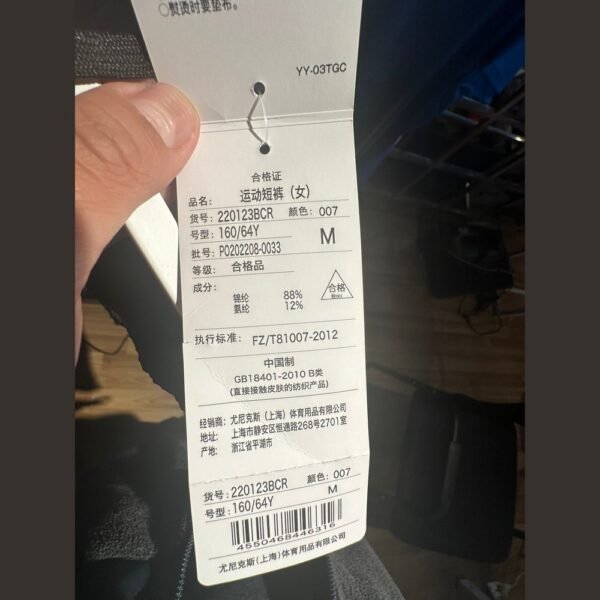 〇熨烫时要垫布。
YY-03TGC
合格证
品名： 运动短裤（女）
货号：220123BCR 颜色：007
号型：160/64Y M
批号：P0202208-0033
等级： 合格品
成分：
锦纶 88%
氨纶 12%
合格
执行标准： FZ/T81007-2012
中国制
GB18401-2010 B类
(直接接触皮肤的纺织产品)
经销商：尤尼克斯（上海）体育用品有限公司
地址： 上海市静安区恒通路268号2701室
产地： 浙江省平湖市
货号：220123BCR 颜色：007
号型：160/64Y M
4550468446316
尤尼克斯(上海)体育用品有限公司